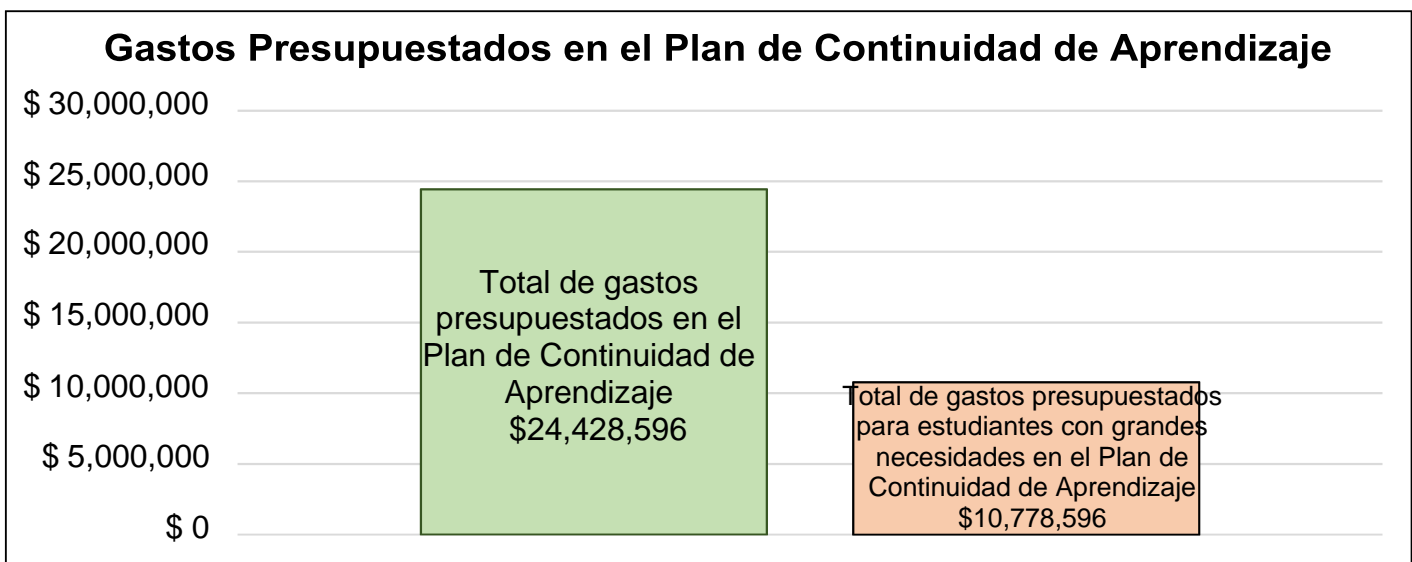 Gastos Presupuestados en el Plan de Continuidad de Aprendizaje
$ 30,000,000
$ 25,000,000
$ 20,000,000
$ 15,000,000
$ 10,000,000
$ 5,000,000
$ 0
Total de gastos
presupuestados en el
Plan de Continuidad de
Aprendizaje
$24,428,596
Total de gastos presupuestados
para estudiantes con grandes
necesidades en el Plan de
Continuidad de Aprendizaje
$10,778,596